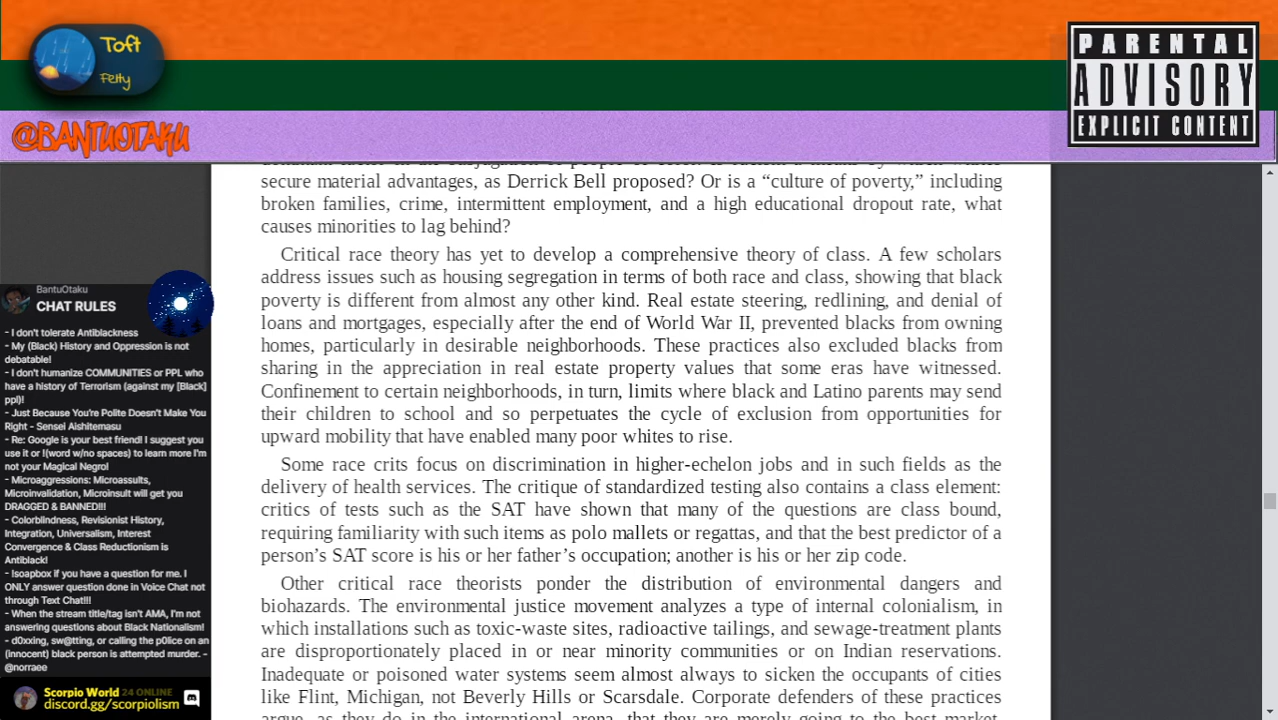 Toft
Felty
PARENTAL
ADVISORY
EXPLICIT CONTENT
@BANTUOTAKU
secure material advantages, as Derrick Bell proposed? Or is a “culture of poverty,” including
broken families, crime, intermittent employment, and a high educational dropout rate, what
causes minorities to lag behind?
Critical race theory has yet to develop a comprehensive theory of class. A few scholars
address issues such as housing segregation in terms of both race and class, showing that black
poverty is different from almost any other kind. Real estate steering, redlining, and denial of
loans and mortgages, especially after the end of World War II, prevented blacks from owning
homes, particularly in desirable neighborhoods. These practices also excluded blacks from
sharing in the appreciation in real estate property values that some eras have witnessed.
Confinement to certain neighborhoods, in turn, limits where black and Latino parents may send
their children to school and so perpetuates the cycle of exclusion from opportunities for
upward mobility that have enabled many poor whites to rise.
Some race crits focus on discrimination in higher-echelon jobs and in such fields as the
delivery of health services. The critique of standardized testing also contains a class element:
critics of tests such as the SAT have shown that many of the questions are class bound,
requiring familiarity with such items as polo mallets or regattas, and that the best predictor of a
person’s SAT score is his or her father’s occupation; another is his or her zip code.
Other critical race theorists ponder the distribution of environmental dangers and
biohazards. The environmental justice movement analyzes a type of internal colonialism, in
which installations such as toxic-waste sites, radioactive tailings, and sewage-treatment plants
are disproportionately placed in or near minority communities or on Indian reservations.
Inadequate or poisoned water systems seem almost always to sicken the occupants of cities
like Flint, Michigan, not Beverly Hills or Scarsdale. Corporate defenders of these practices
argue, as they do in the international arena, that they are merely going to the best market
BantuOtaku
CHAT RULES
- I don't tolerate Antiblackness
- My (Black) History and Oppression is not
debatable!
- I don't humanize COMMUNITIES or PPL who
have a history of Terrorism (against my [Black]
ppl)!
- Just Because You're Polite Doesn't Make You
Right - Sensei Aishitemasu
- Re: Google is your best friend! I suggest you
use it or !(word w/no spaces) to learn more I'm
not your Magical Negro!
- Microaggressions: Microassults,
Microinvalidation, Microinsult will get you
DRAGGED & BANNED!!!
- Colorblindness, Revisionist History,
Integration, Universalism, Interest
Convergence & Class Reductionism is
Antiblack!
- !soapbox if you have a question for me. I
ONLY answer question done in Voice Chat not
through Text Chat!!!
- When the stream title/tag isn't AMA, I'm not
answering questions about Black Nationalism!
- d0xxing, sw@tting, or calling the p0lice on an
(innocent) black person is attempted murder. -
@norraee
Scorpio World 24 ONLINE
discord.gg/scorpiolism